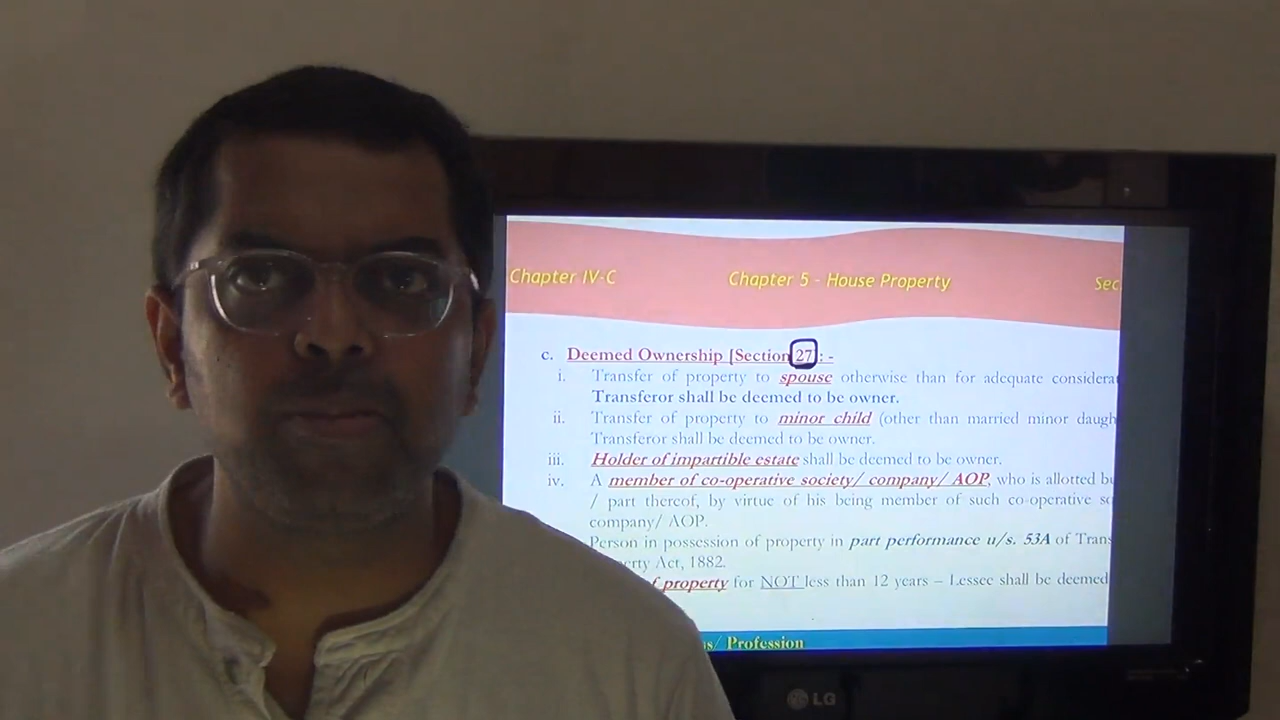 Chapter IV-C Chapter 5 - House Property Sec
c. Deemed Ownership [Section 27 : -
i. Transfer of property to spouse otherwise than for adequate considerat
Transferor shall be deemed to be owner.
ii. Transfer of property to minor child (other than married minor daugh
Transferor shall be deemed to be owner.
iii. Holder of impartible estate shall be deemed to be owner.
iv. A member of co-operative society/ company/ AOP, who is allotted bu
/ part thereof, by virtue of his being member of such co-operative so
company/ AOP.
Person in possession of property in part performance u/s. 53A of Trans
erty Act, 1882.
f property for NOT less than 12 years – Lessee shall be deemed
s/ Profession
LG